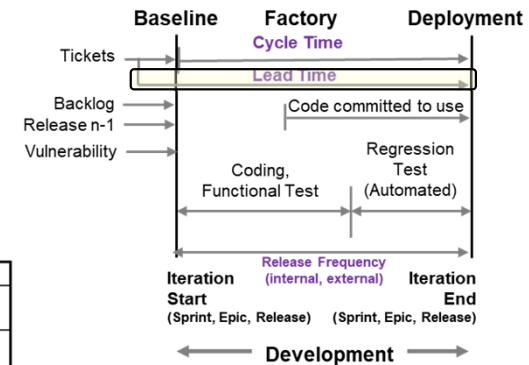 Baseline Factory Deployment
Cycle Time
Tickets
Lead Time
Backlog
Code committed to use
Release n-1
Vulnerability
Regression
Test
(Automated)
Coding,
Functional Test
Release Frequency
(internal, external)
Iteration
Start
(Sprint, Epic, Release)
Iteration
End
(Sprint, Epic, Release)
Development